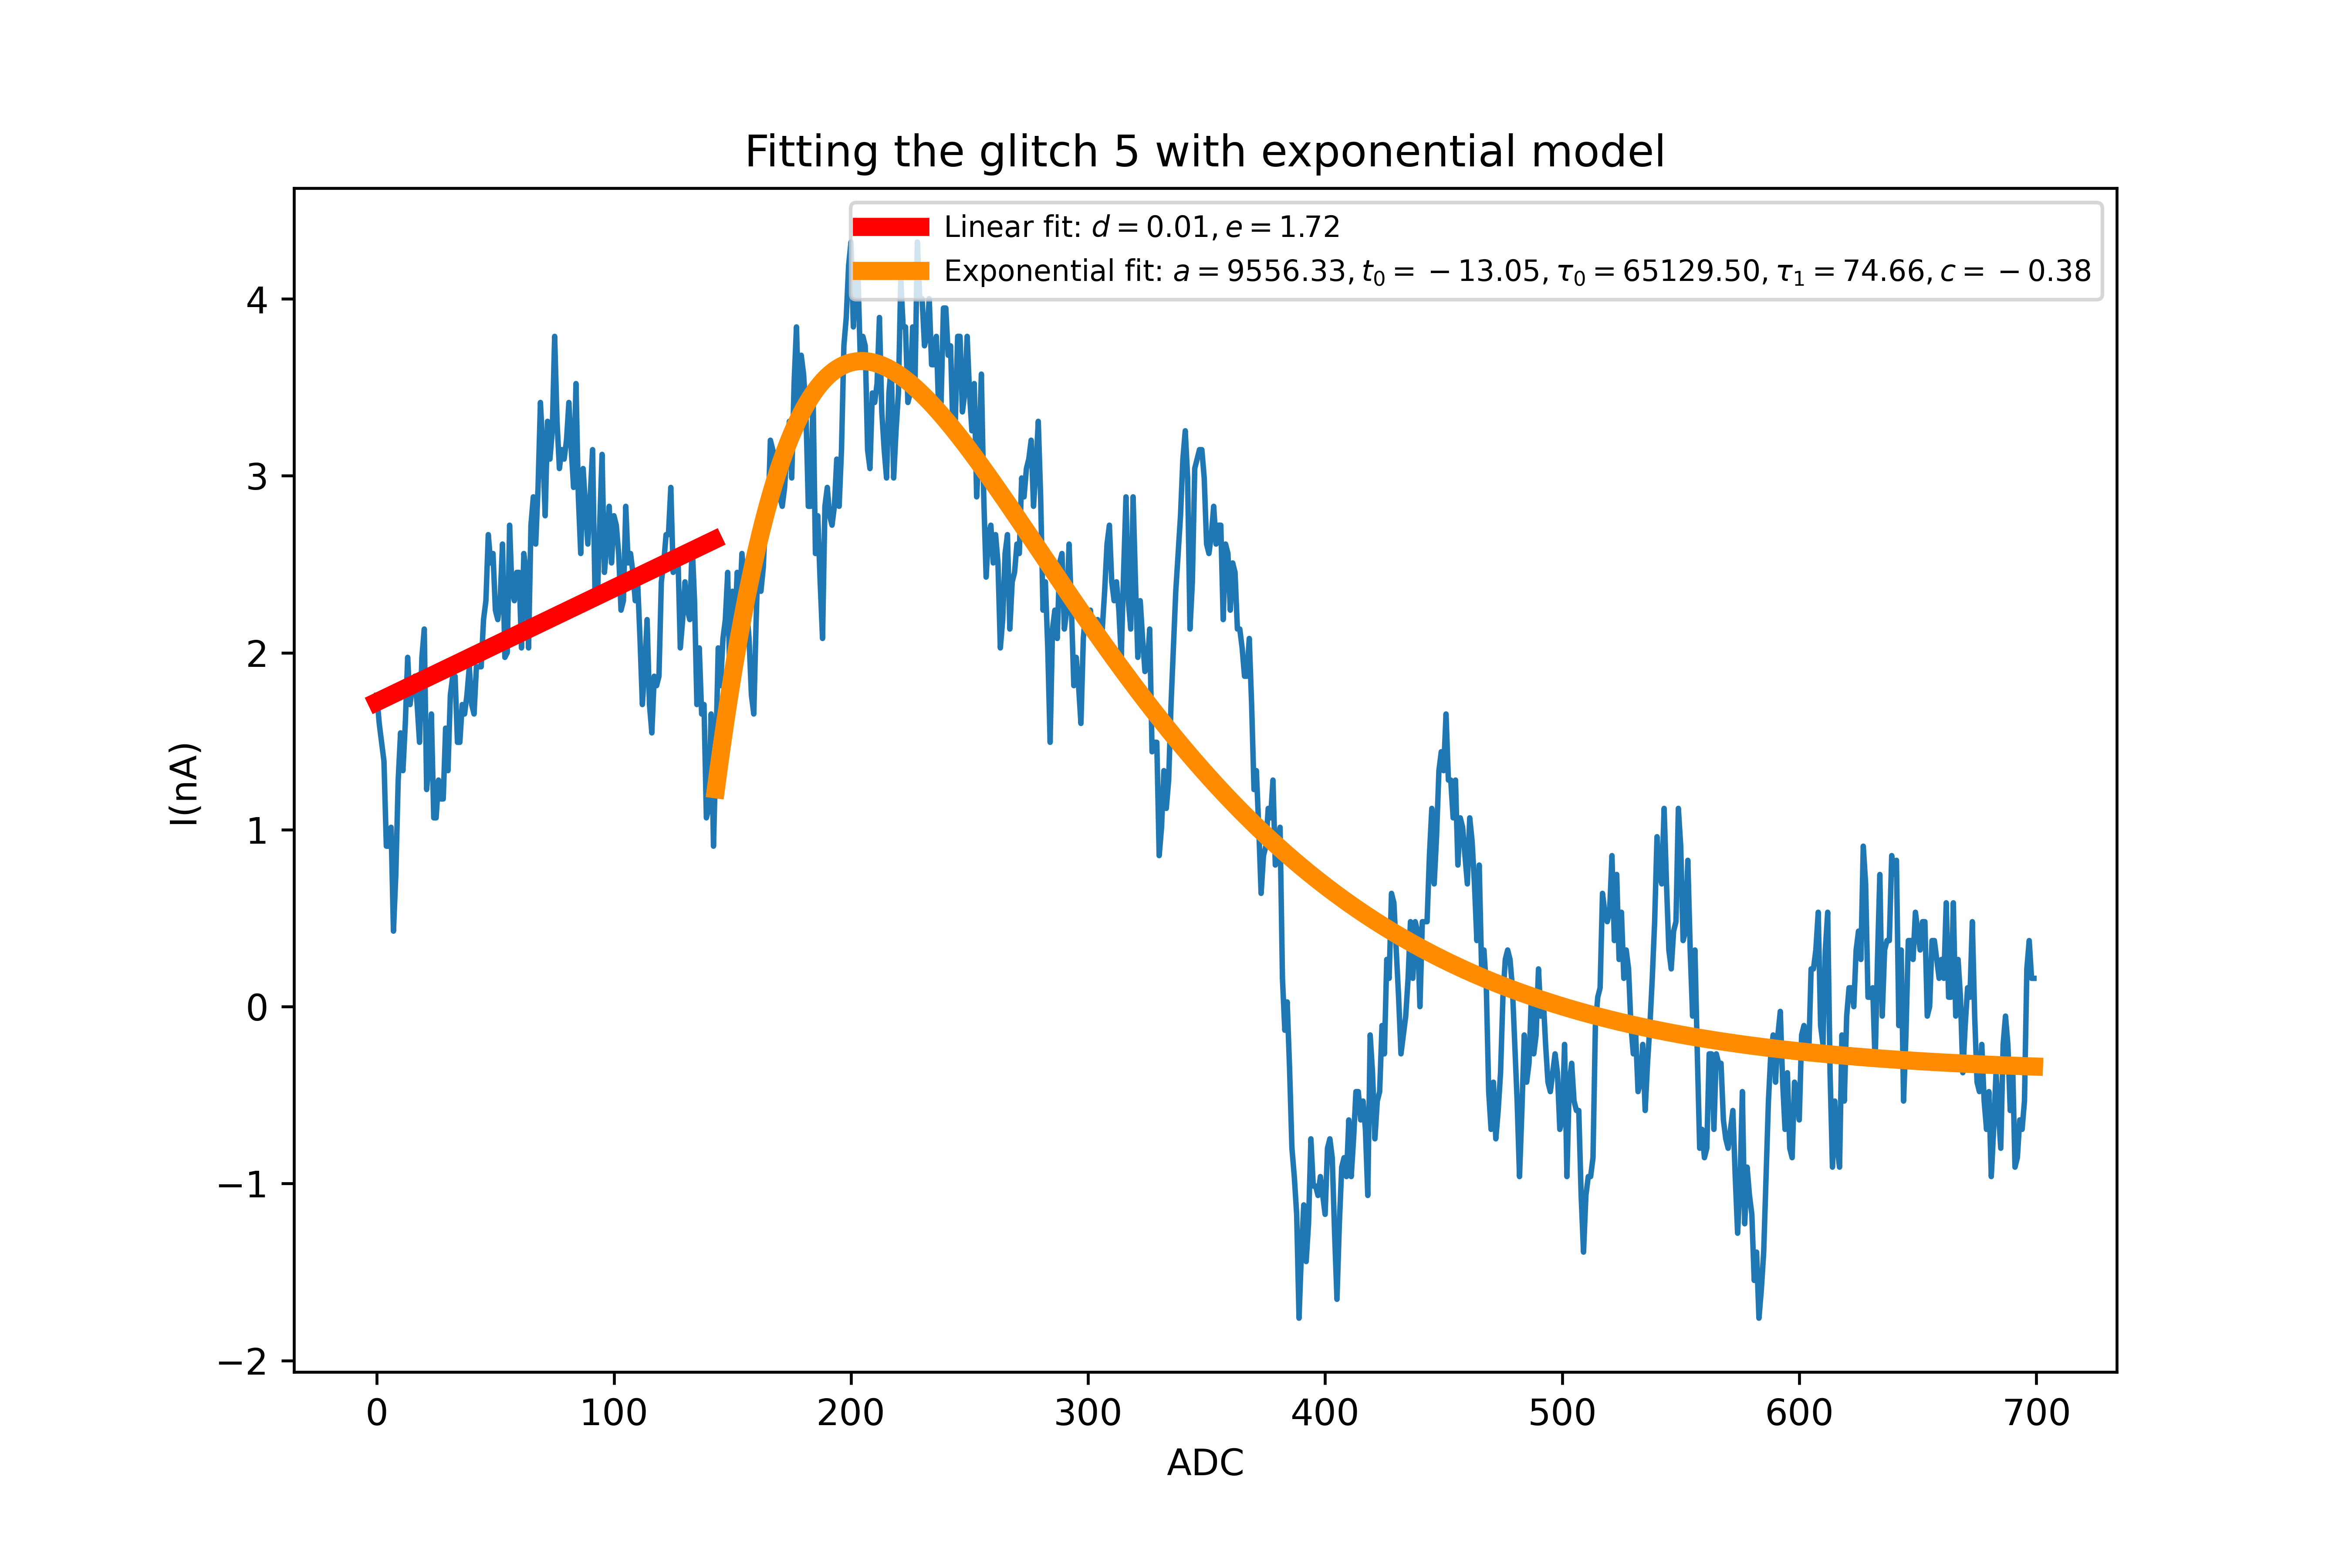 Fitting the glitch 5 with exponential model
Linear fit: d = 0.01, e = 1.72
Exponential fit: a = 9556.33, t₀ = −13.05, τ₀ = 65129.50, τ₁ = 74.66, c = −0.38
4
3
2
1
0
−1
−2
I(nA)
0 100 200 300 400 500 600 700
ADC